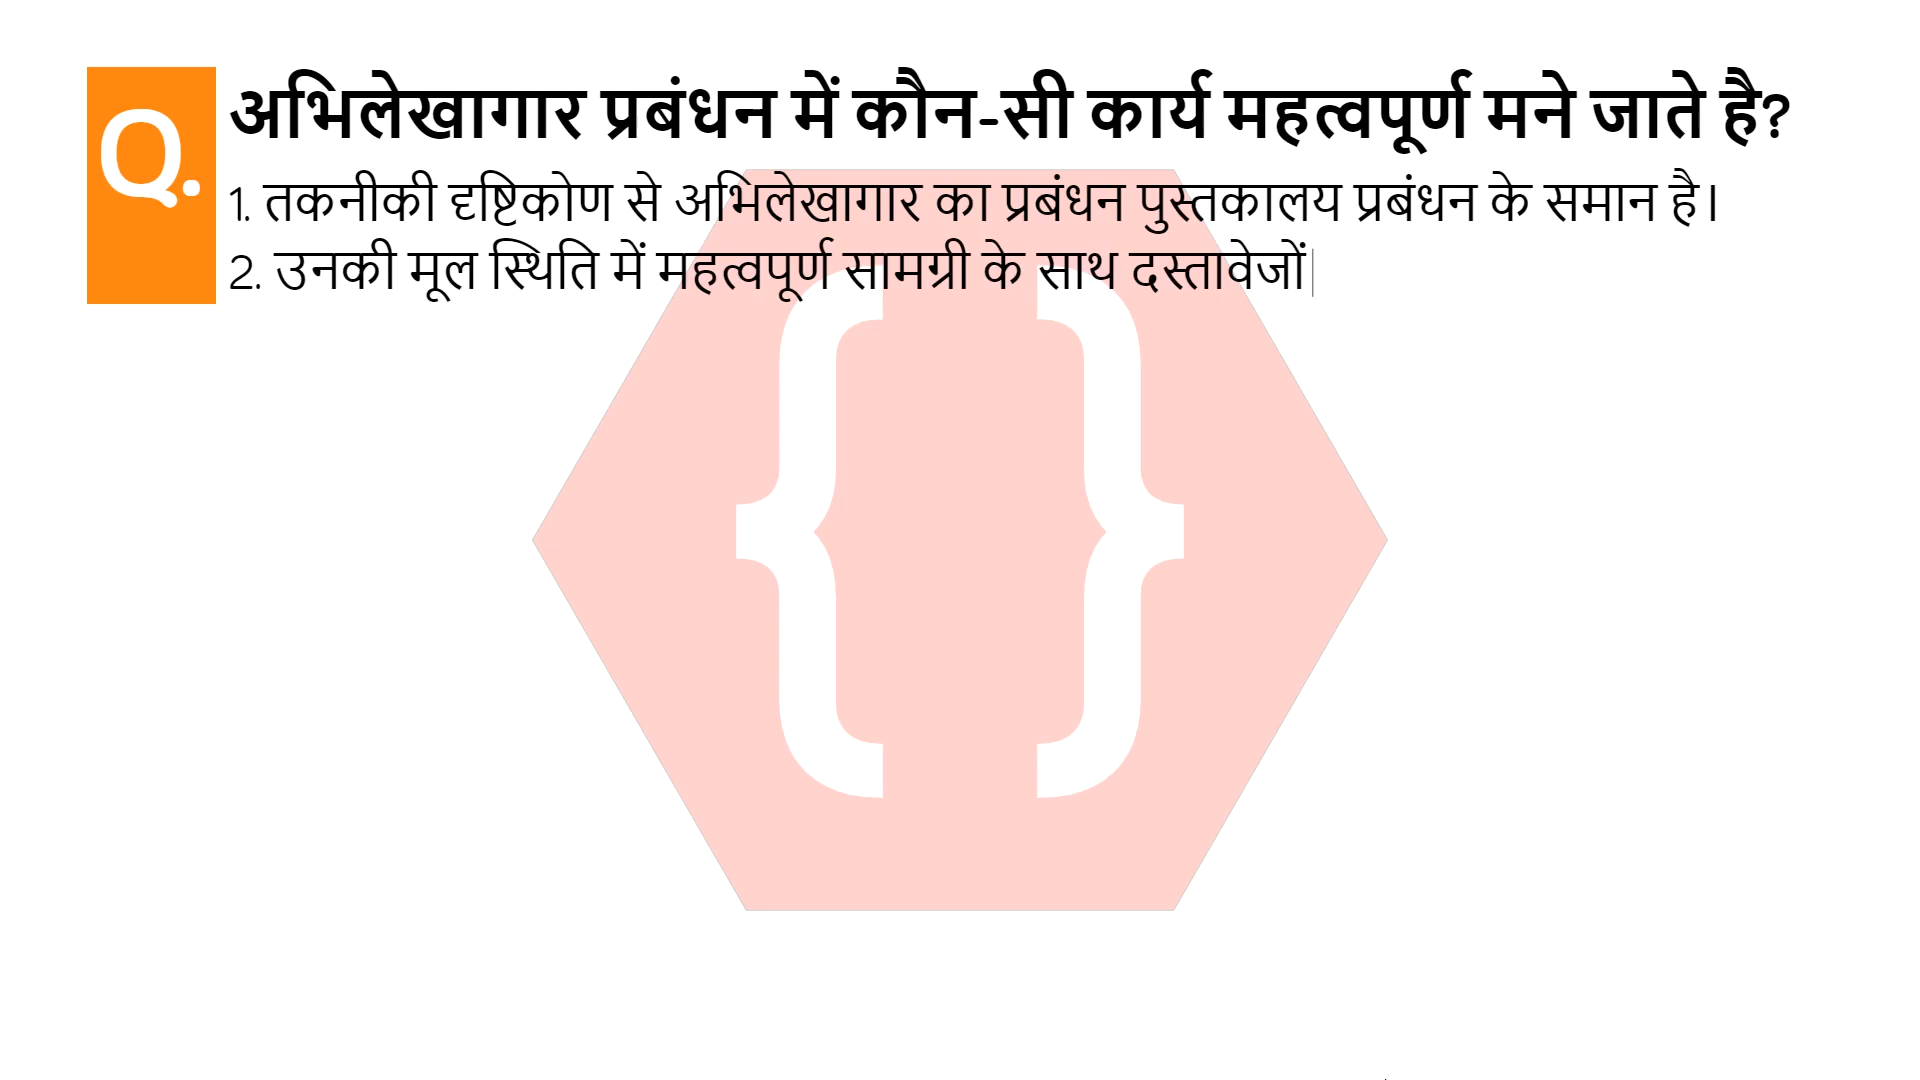 Q.
अभिलेखागार प्रबंधन में कौन-सी कार्य महत्वपूर्ण मने जाते है?
1. तकनीकी दृष्टिकोण से अभिलेखागार का प्रबंधन पुस्तकालय प्रबंधन के समान है।
2. उनकी मूल स्थिति में महत्वपूर्ण सामग्री के साथ दस्तावेजों